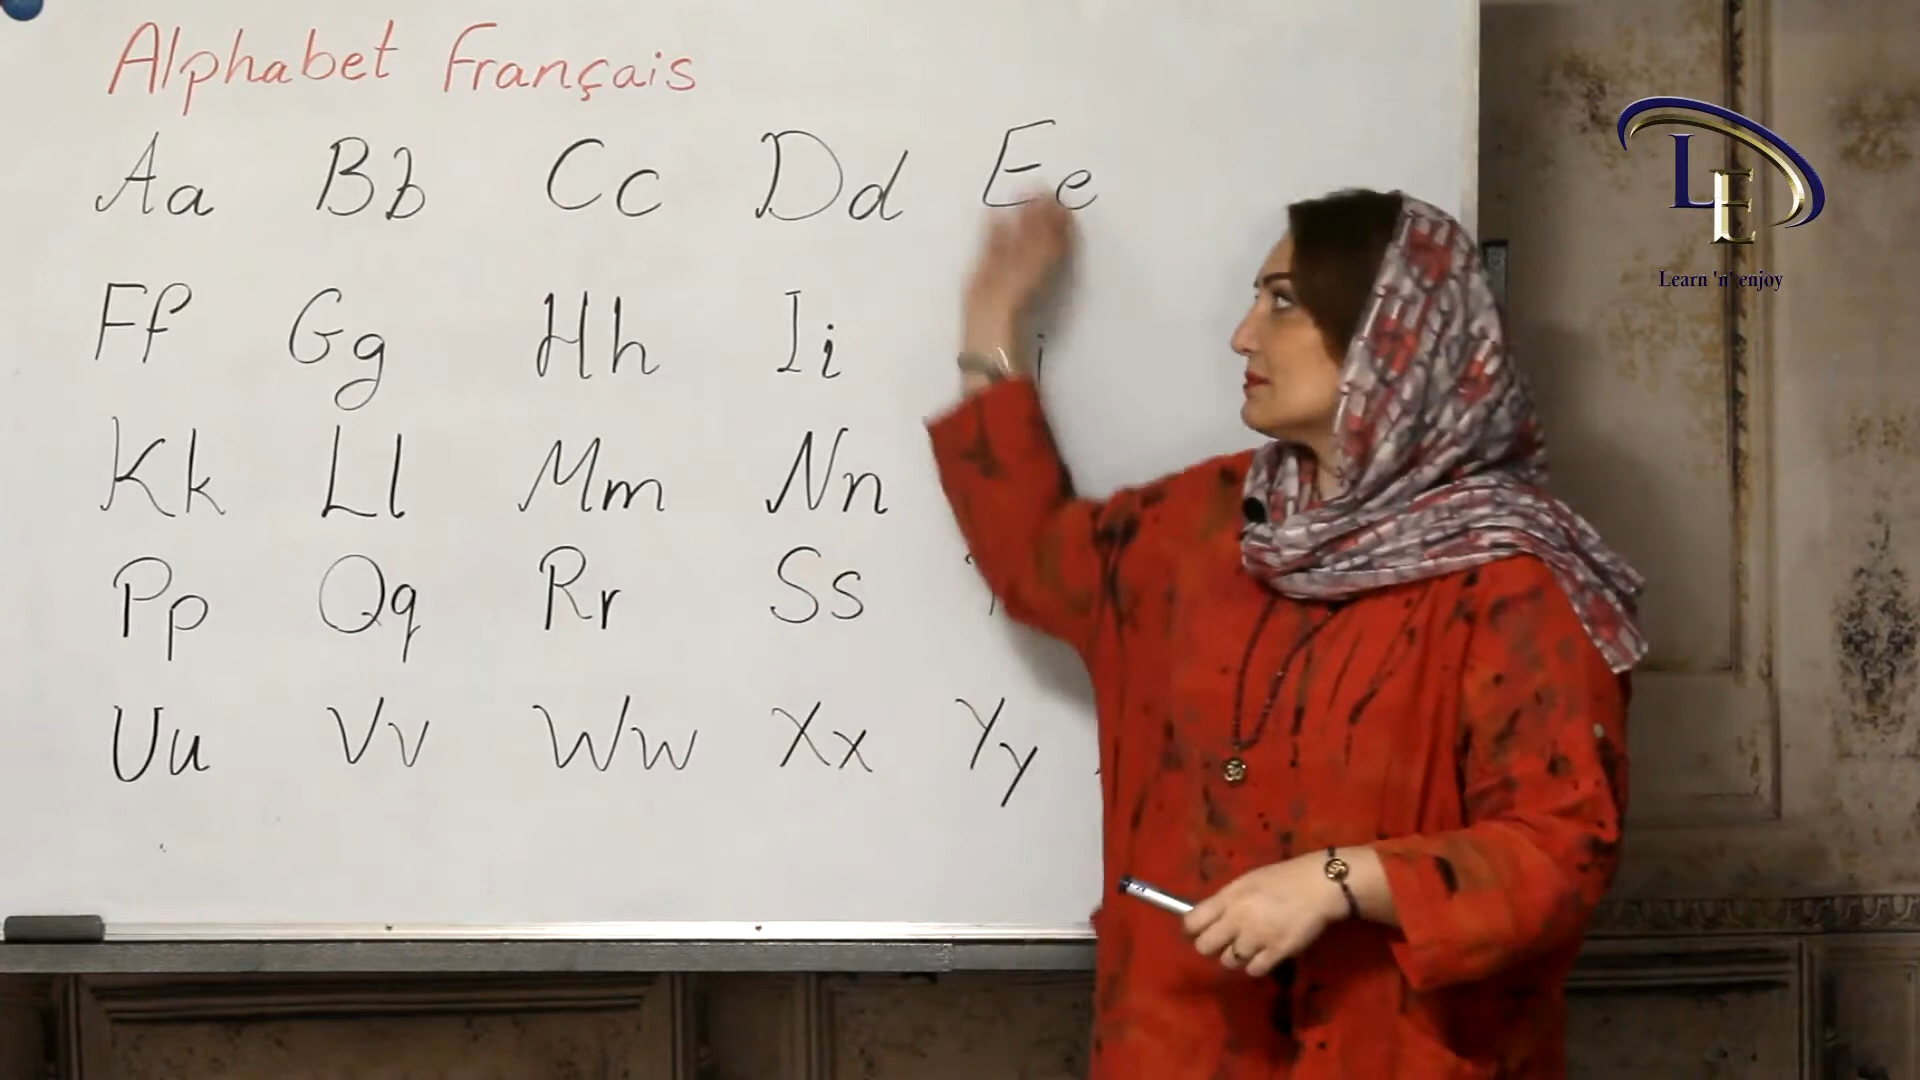 Alphabet Français
Aa Bb Cc Dd Ee
Ff Gg Hh Ii
Kk Ll Mm Nn
Pp Qq Rr Ss
Uu Vv Ww Xx Yy
LE
Learn 'n' enjoy